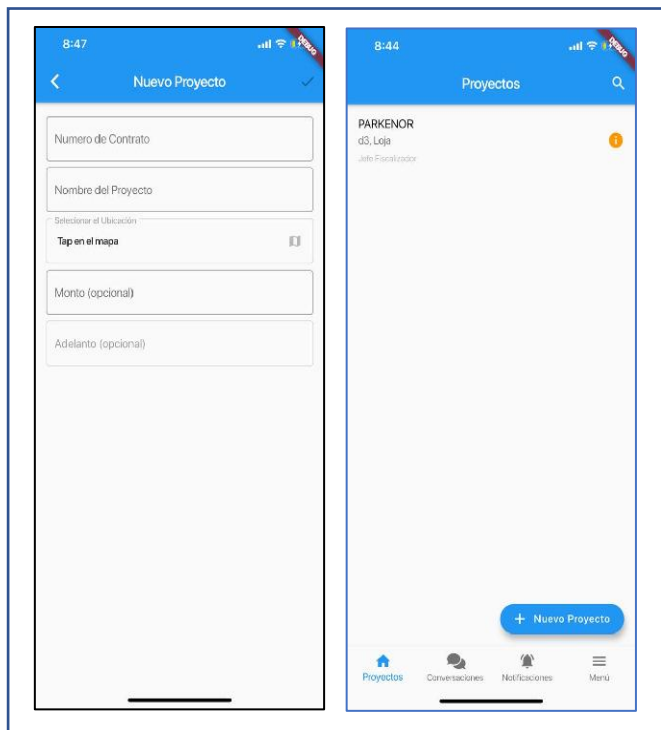 8:47
DEBUG
Nuevo Proyecto
Numero de Contrato
Nombre del Proyecto
Selecionar el Ubicación
Tap en el mapa
Monto (opcional)
Adelanto (opcional)
8:44
DEBUG
Proyectos
PARKENOR
d3, Loja
Jefe Fiscalizador
+ Nuevo Proyecto
Proyectos Conversaciones Notificaciones Menú